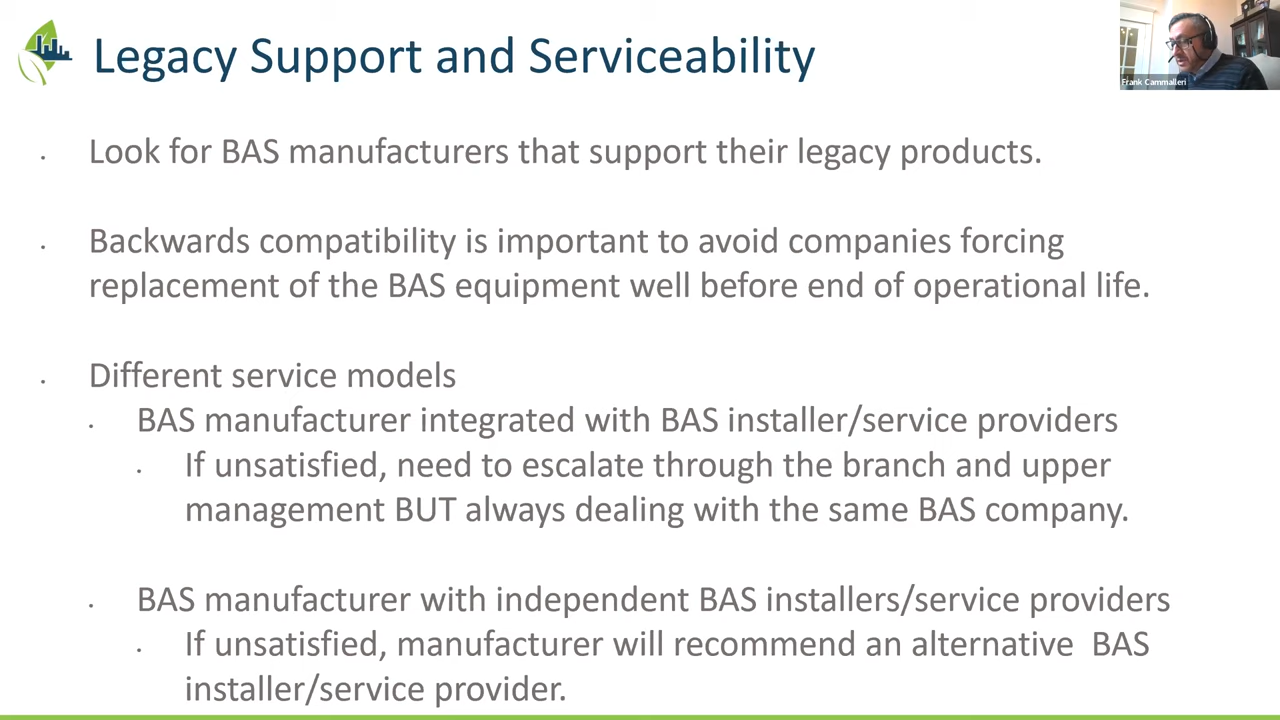 Legacy Support and Serviceability
Frank Cammalleri
· Look for BAS manufacturers that support their legacy products.
· Backwards compatibility is important to avoid companies forcing
replacement of the BAS equipment well before end of operational life.
· Different service models
· BAS manufacturer integrated with BAS installer/service providers
· If unsatisfied, need to escalate through the branch and upper
management BUT always dealing with the same BAS company.
· BAS manufacturer with independent BAS installers/service providers
· If unsatisfied, manufacturer will recommend an alternative  BAS
installer/service provider.